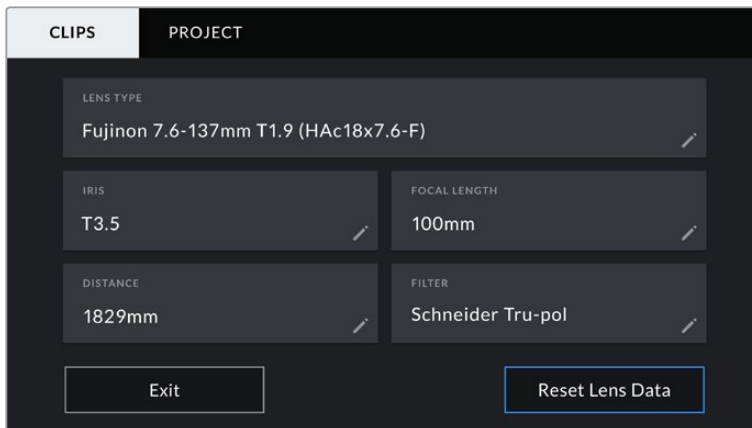 CLIPS PROJECT
LENS TYPE
Fujinon 7.6-137mm T1.9 (HAc18x7.6-F)
IRIS FOCAL LENGTH
T3.5 100mm
DISTANCE FILTER
1829mm Schneider Tru-pol
Exit Reset Lens Data